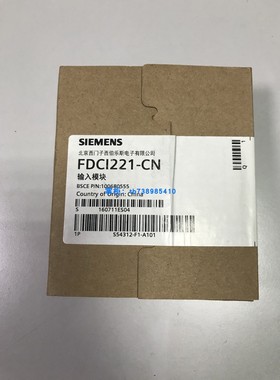 SIEMENS
北京西门子西伯乐斯电子有限公司
FDCI221-CN
输入模块
BSCE P/N:100680555
Country of Origin: China
S 160711E504
1P S54312-F1-A101